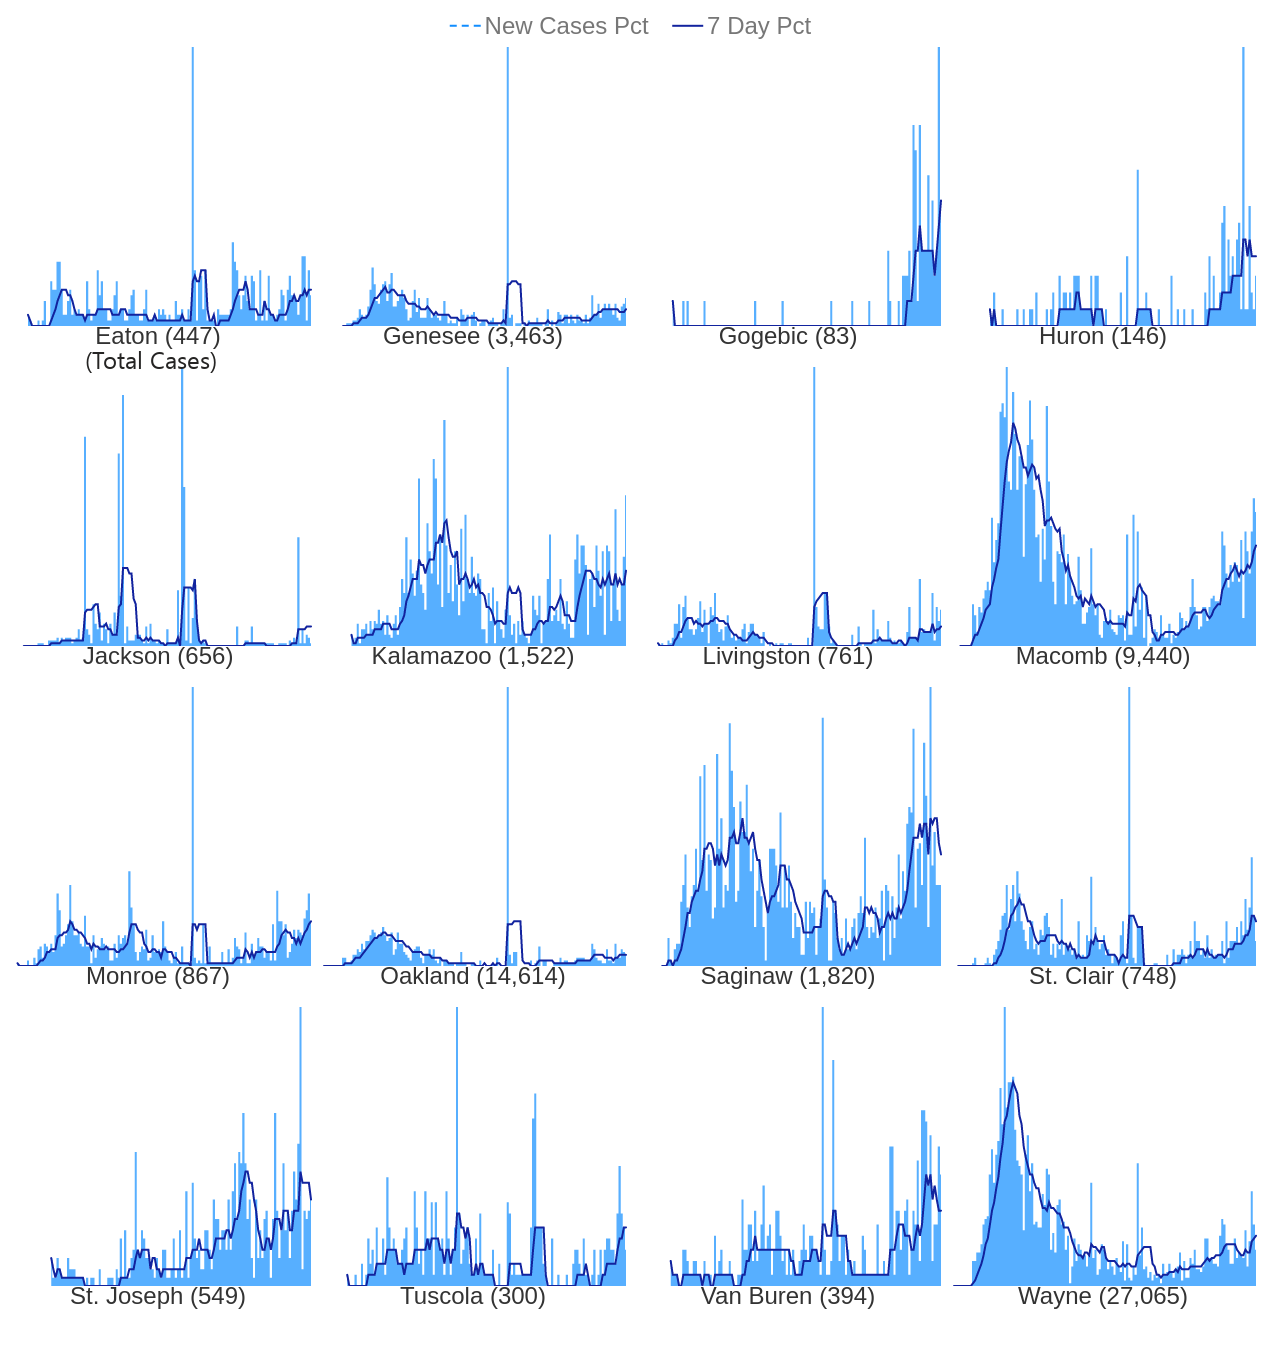 New Cases Pct 7 Day Pct
Eaton (447) Genesee (3,463) Gogebic (83) Huron (146)
(Total Cases)
Jackson (656) Kalamazoo (1,522) Livingston (761) Macomb (9,440)
Monroe (867) Oakland (14,614) Saginaw (1,820) St. Clair (748)
St. Joseph (549) Tuscola (300) Van Buren (394) Wayne (27,065)